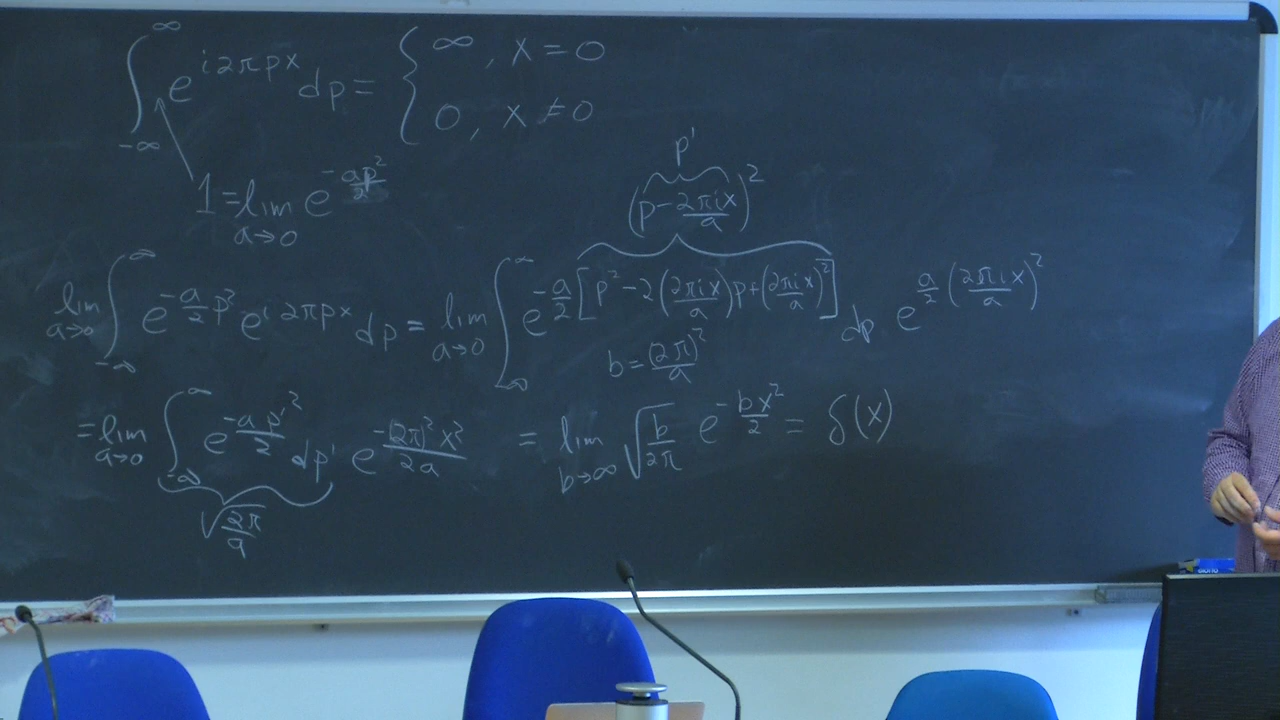 ∫_{-∞}^{∞} e^{i2πpx} dp = { ∞, x = 0
0, x ≠ 0
1 = lim_{a→0} e^{-ap²/2}
p'
(p - 2πix/a)²
lim_{a→0} ∫_{-∞}^{∞} e^{-a/2 p²} e^{i2πpx} dp = lim_{a→0} ∫_{-∞}^{∞} e^{-a/2 [p² - 2(2πix/a)p + (2πix/a)²]} dp e^{a/2 (2πix/a)²}
b = (2π)²/a
= lim_{a→0} ∫_{-∞}^{∞} e^{-ap'²/2} dp' e^{-(2π)²x²/2a} = lim_{b→∞} √(b/2π) e^{-bx²/2} = δ(x)
√(2π/a)